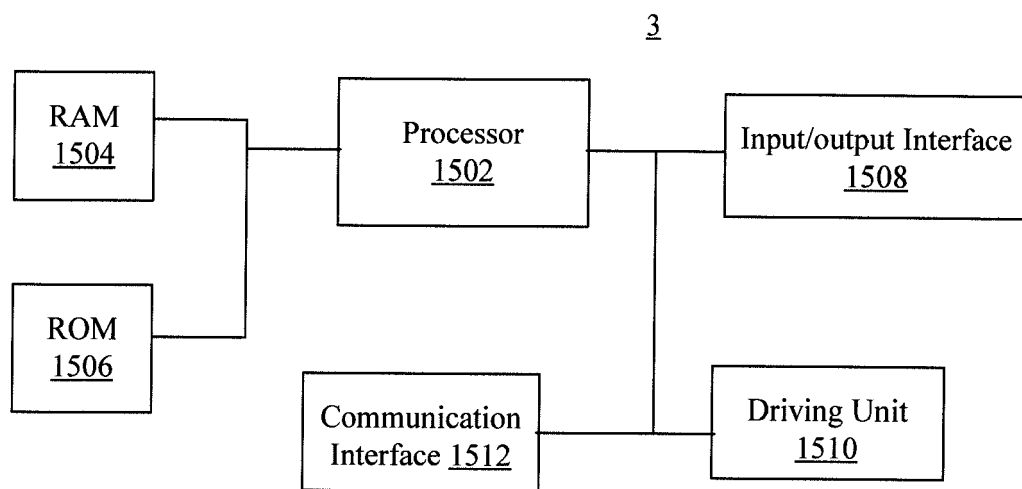 3
RAM
1504
Processor
1502
Input/output Interface
1508
ROM
1506
Communication
Interface 1512
Driving Unit
1510